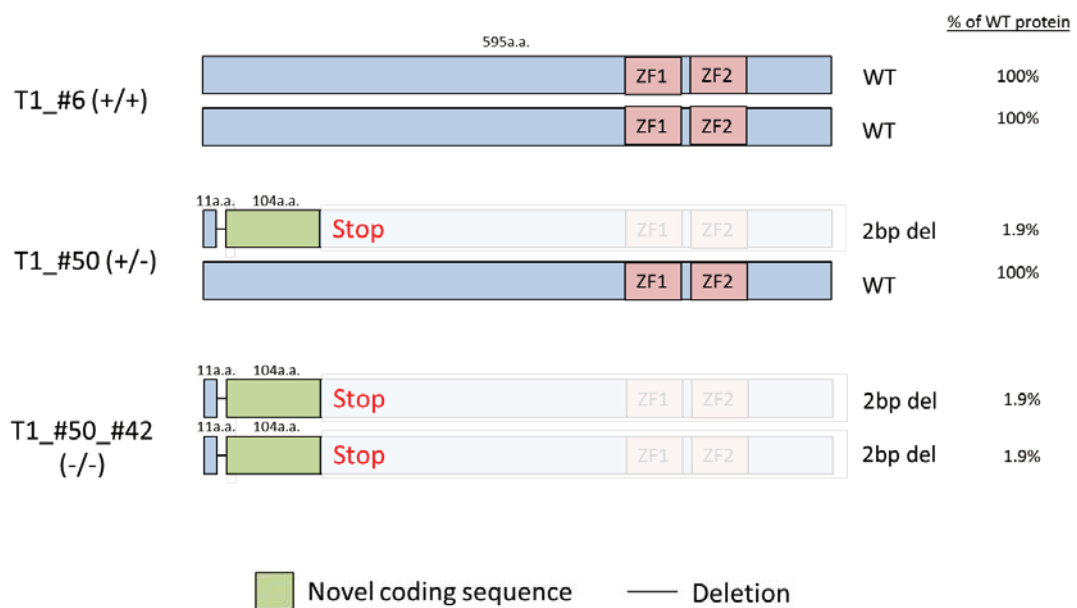 % of WT protein
595a.a.
T1_#6 (+/+)
ZF1 ZF2 WT 100%
ZF1 ZF2 WT 100%
11a.a. 104a.a.
T1_#50 (+/-)
Stop ZF1 ZF2 2bp del 1.9%
ZF1 ZF2 WT 100%
11a.a. 104a.a.
Stop ZF1 ZF2 2bp del 1.9%
T1_#50_#42
(-/-)
11a.a. 104a.a.
Stop ZF1 ZF2 2bp del 1.9%
Novel coding sequence Deletion